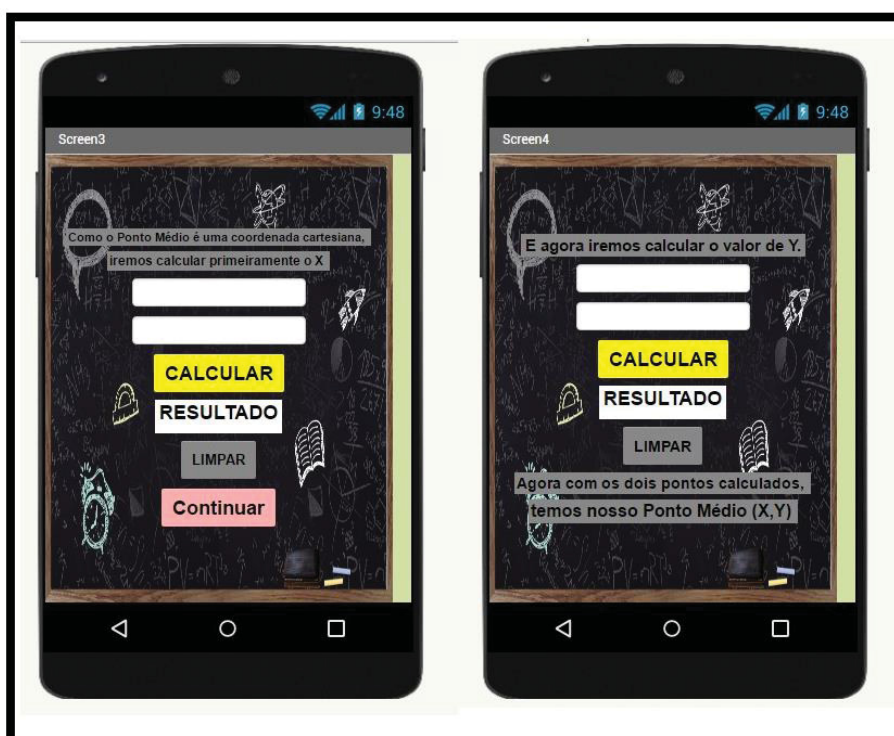 9:48
Screen3
Como o Ponto Médio é uma coordenada cartesiana,
iremos calcular primeiramente o X
CALCULAR
RESULTADO
LIMPAR
Continuar
9:48
Screen4
E agora iremos calcular o valor de Y.
CALCULAR
RESULTADO
LIMPAR
Agora com os dois pontos calculados,
temos nosso Ponto Médio (X,Y)